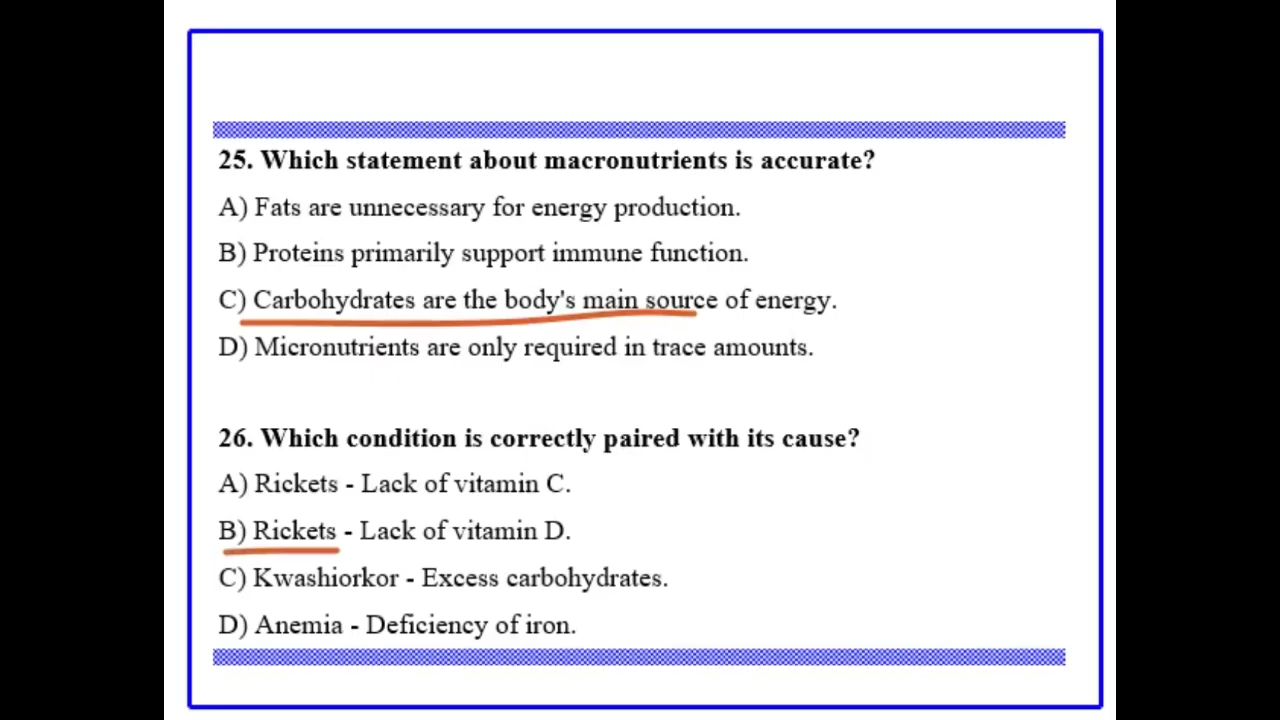 25. Which statement about macronutrients is accurate?
A) Fats are unnecessary for energy production.
B) Proteins primarily support immune function.
C) Carbohydrates are the body's main source of energy.
D) Micronutrients are only required in trace amounts.
26. Which condition is correctly paired with its cause?
A) Rickets - Lack of vitamin C.
B) Rickets - Lack of vitamin D.
C) Kwashiorkor - Excess carbohydrates.
D) Anemia - Deficiency of iron.